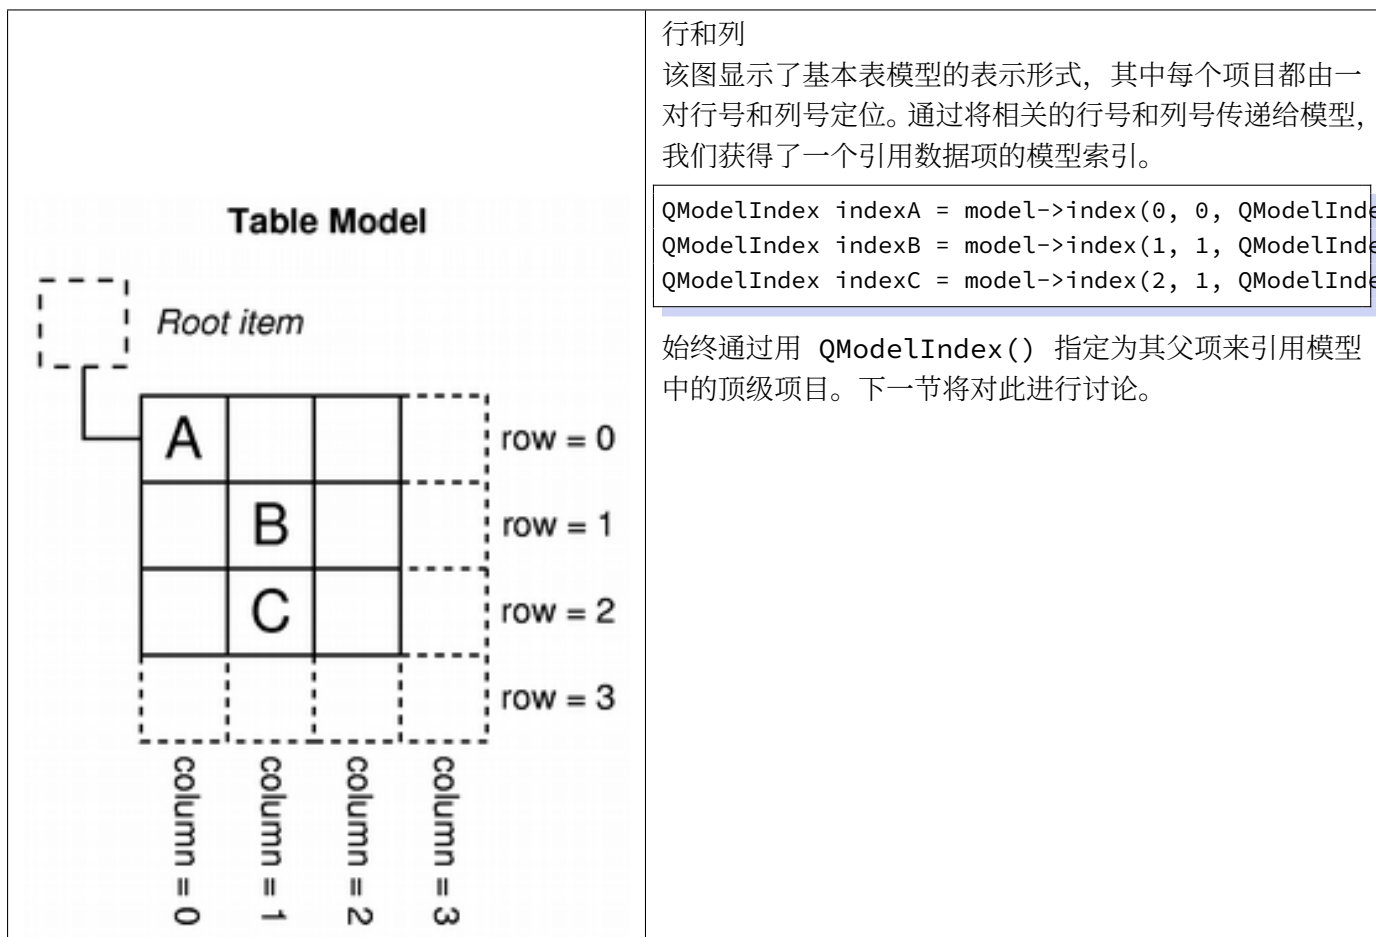 Table Model
Root item
A
row = 0
B
row = 1
C
row = 2
row = 3
column = 0
column = 1
column = 2
column = 3
行和列
该图显示了基本表模型的表示形式，其中每个项目都由一
对行号和列号定位。通过将相关的行号和列号传递给模型，
我们获得了一个引用数据项的模型索引。
QModelIndex indexA = model->index(0, 0, QModelInde
QModelIndex indexB = model->index(1, 1, QModelInde
QModelIndex indexC = model->index(2, 1, QModelInde
始终通过用 QModelIndex() 指定为其父项来引用模型
中的顶级项目。下一节将对此进行讨论。